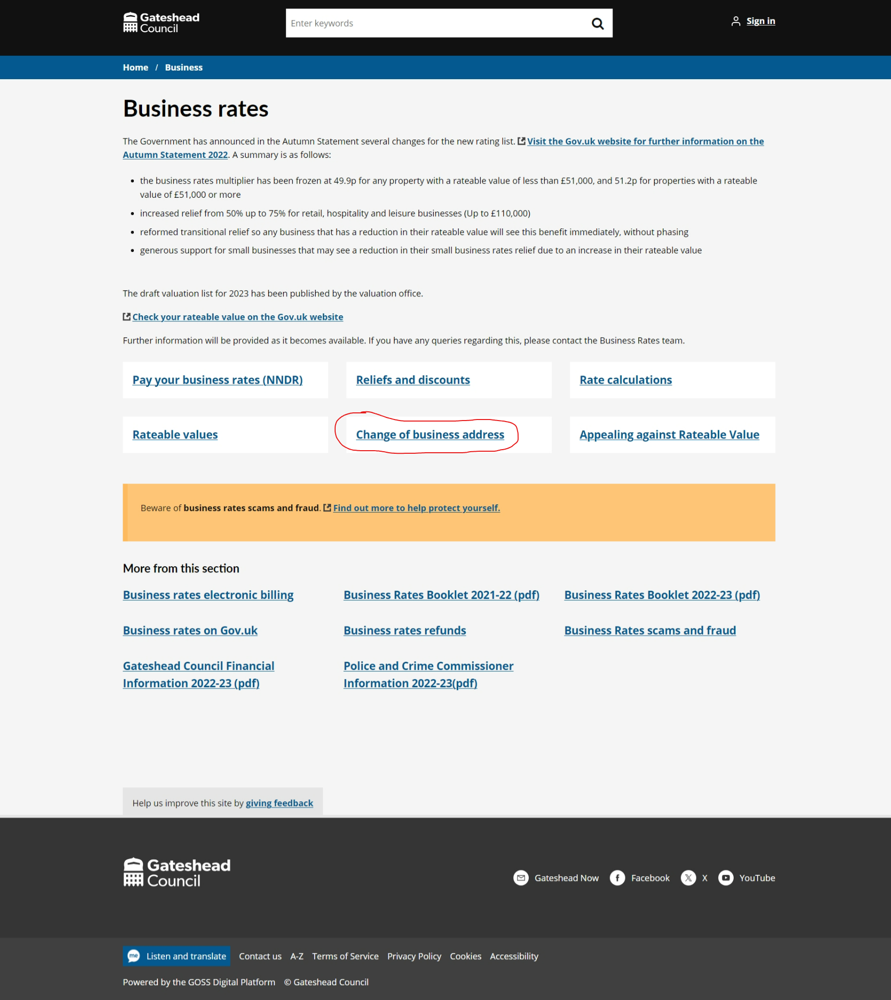 Gateshead
Council
Enter keywords
Sign in
Home / Business
Business rates
The Government has announced in the Autumn Statement several changes for the new rating list. Visit the Gov.uk website for further information on the
Autumn Statement 2022. A summary is as follows:
• the business rates multiplier has been frozen at 49.9p for any property with a rateable value of less than £51,000, and 51.2p for properties with a rateable
value of £51,000 or more
• increased relief from 50% up to 75% for retail, hospitality and leisure businesses (Up to £110,000)
• reformed transitional relief so any business that has a reduction in their rateable value will see this benefit immediately, without phasing
• generous support for small businesses that may see a reduction in their small business rates relief due to an increase in their rateable value
The draft valuation list for 2023 has been published by the valuation office.
Check your rateable value on the Gov.uk website
Further information will be provided as it becomes available. If you have any queries regarding this, please contact the Business Rates team.
Pay your business rates (NNDR)
Reliefs and discounts
Rate calculations
Rateable values
Change of business address
Appealing against Rateable Value
Beware of business rates scams and fraud. Find out more to help protect yourself.
More from this section
Business rates electronic billing
Business Rates Booklet 2021-22 (pdf)
Business Rates Booklet 2022-23 (pdf)
Business rates on Gov.uk
Business rates refunds
Business Rates scams and fraud
Gateshead Council Financial
Information 2022-23 (pdf)
Police and Crime Commissioner
Information 2022-23(pdf)
Help us improve this site by giving feedback
Gateshead
Council
Gateshead Now
Facebook
X
YouTube
me Listen and translate
Contact us
A-Z
Terms of Service
Privacy Policy
Cookies
Accessibility
Powered by the GOSS Digital Platform © Gateshead Council